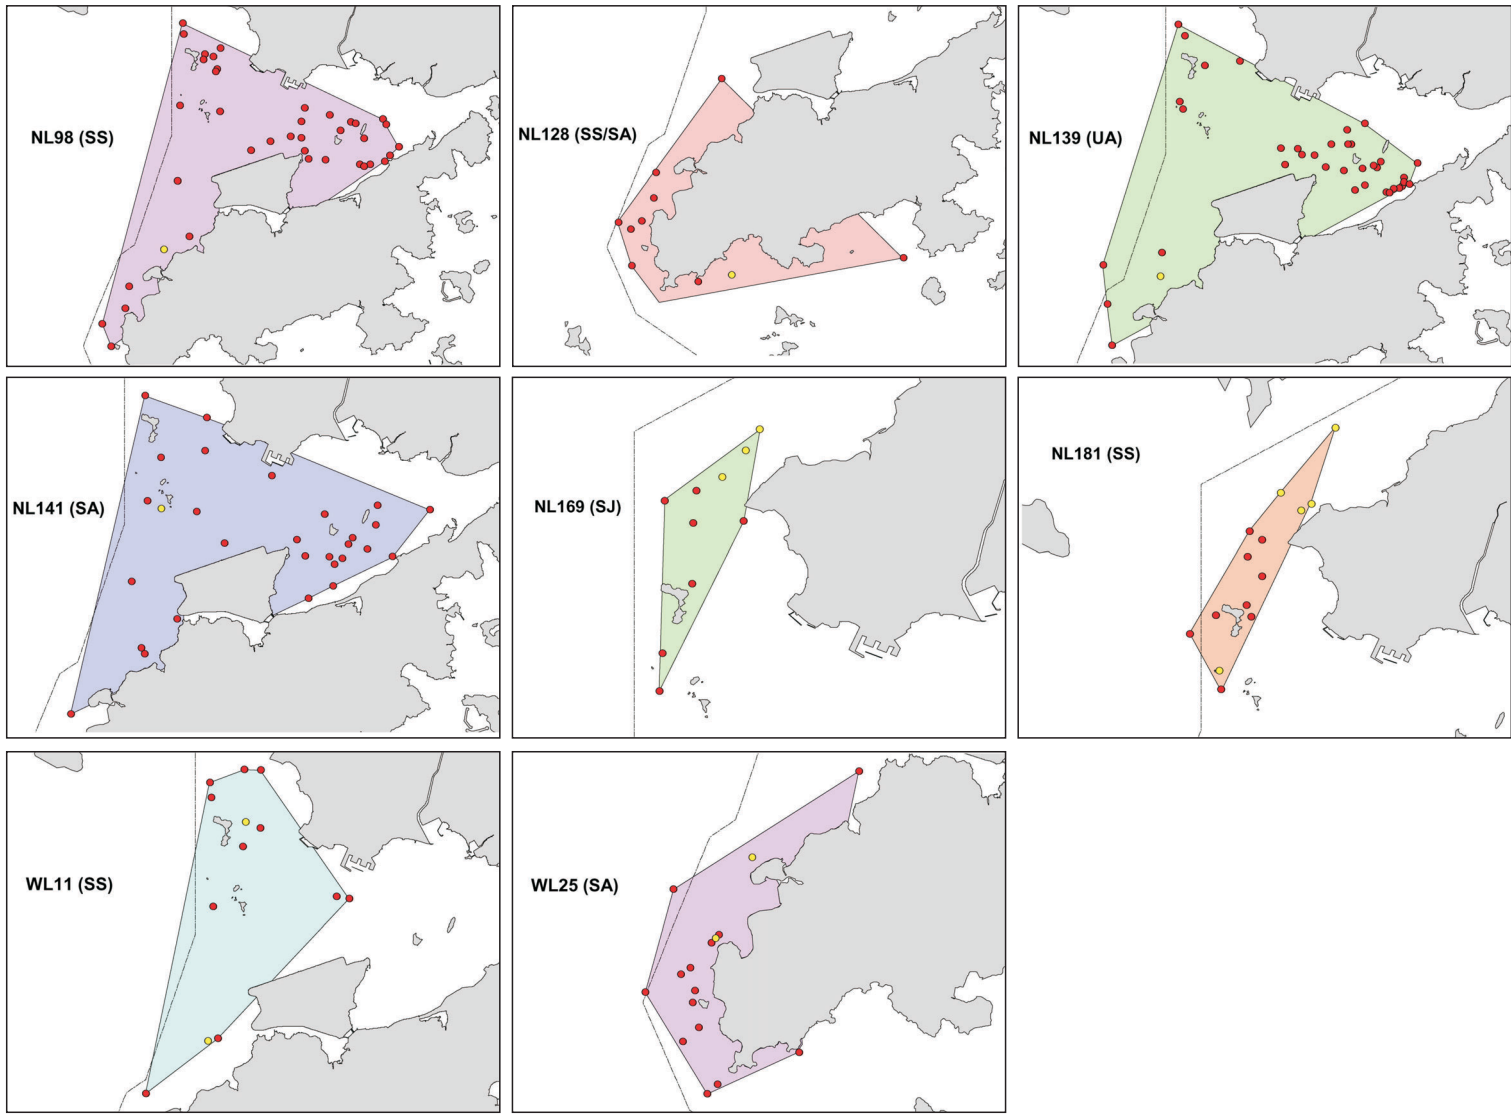 NL98 (SS)
NL128 (SS/SA)
NL139 (UA)
NL141 (SA)
NL169 (SJ)
NL181 (SS)
WL11 (SS)
WL25 (SA)